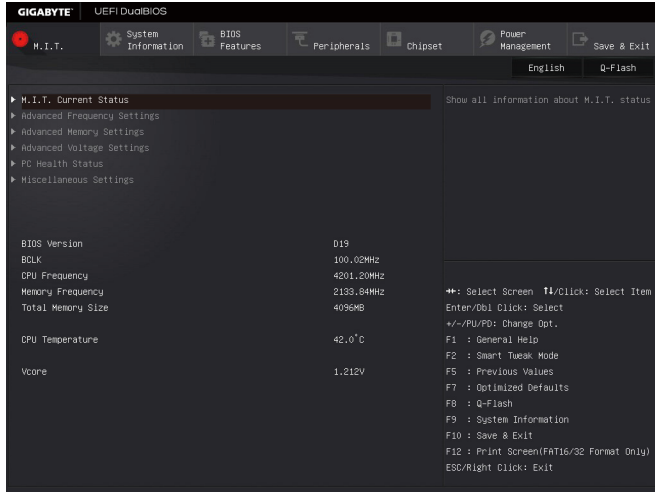 GIGABYTE™ UEFI DualBIOS
M.I.T.
System Information
BIOS Features
Peripherals
Chipset
Power Management
Save & Exit
English
Q-Flash
M.I.T. Current Status
Show all information about M.I.T. status
Advanced Frequency Settings
Advanced Memory Settings
Advanced Voltage Settings
PC Health Status
Miscellaneous Settings
BIOS Version D19
BCLK 100.02MHz
CPU Frequency 4201.20MHz
Memory Frequency 2133.84MHz
Total Memory Size 4096MB
CPU Temperature 42.0°C
Vcore 1.212V
→←: Select Screen ↑↓/Click: Select Item
Enter/Dbl Click: Select
+/-/PU/PD: Change Opt.
F1 : General Help
F2 : Smart Tweak Mode
F5 : Previous Values
F7 : Optimized Defaults
F8 : Q-Flash
F9 : System Information
F10 : Save & Exit
F12 : Print Screen(FAT16/32 Format Only)
ESC/Right Click: Exit